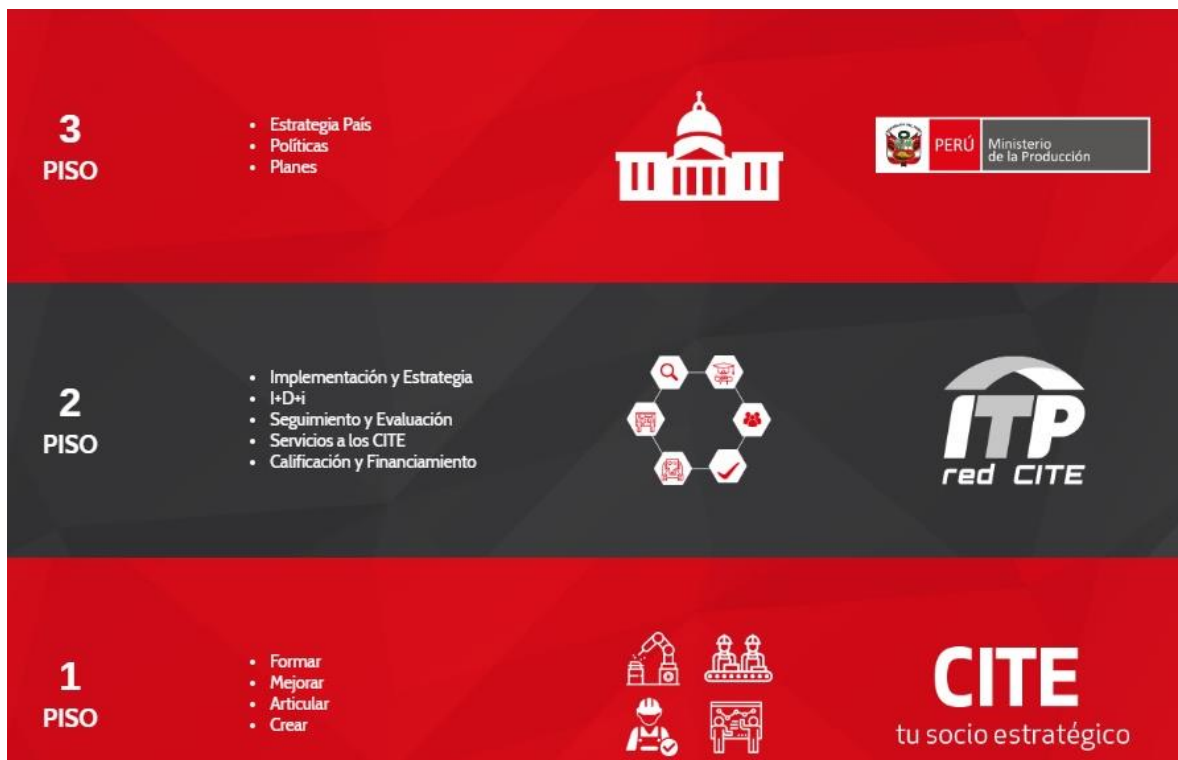 3
PISO
• Estrategia País
• Políticas
• Planes
PERÚ
Ministerio
de la Producción
2
PISO
• Implementación y Estrategia
• I+D+i
• Seguimiento y Evaluación
• Servicios a los CITE
• Calificación y Financiamiento
ITP
red CITE
1
PISO
• Formar
• Mejorar
• Articular
• Crear
CITE
tu socio estratégico